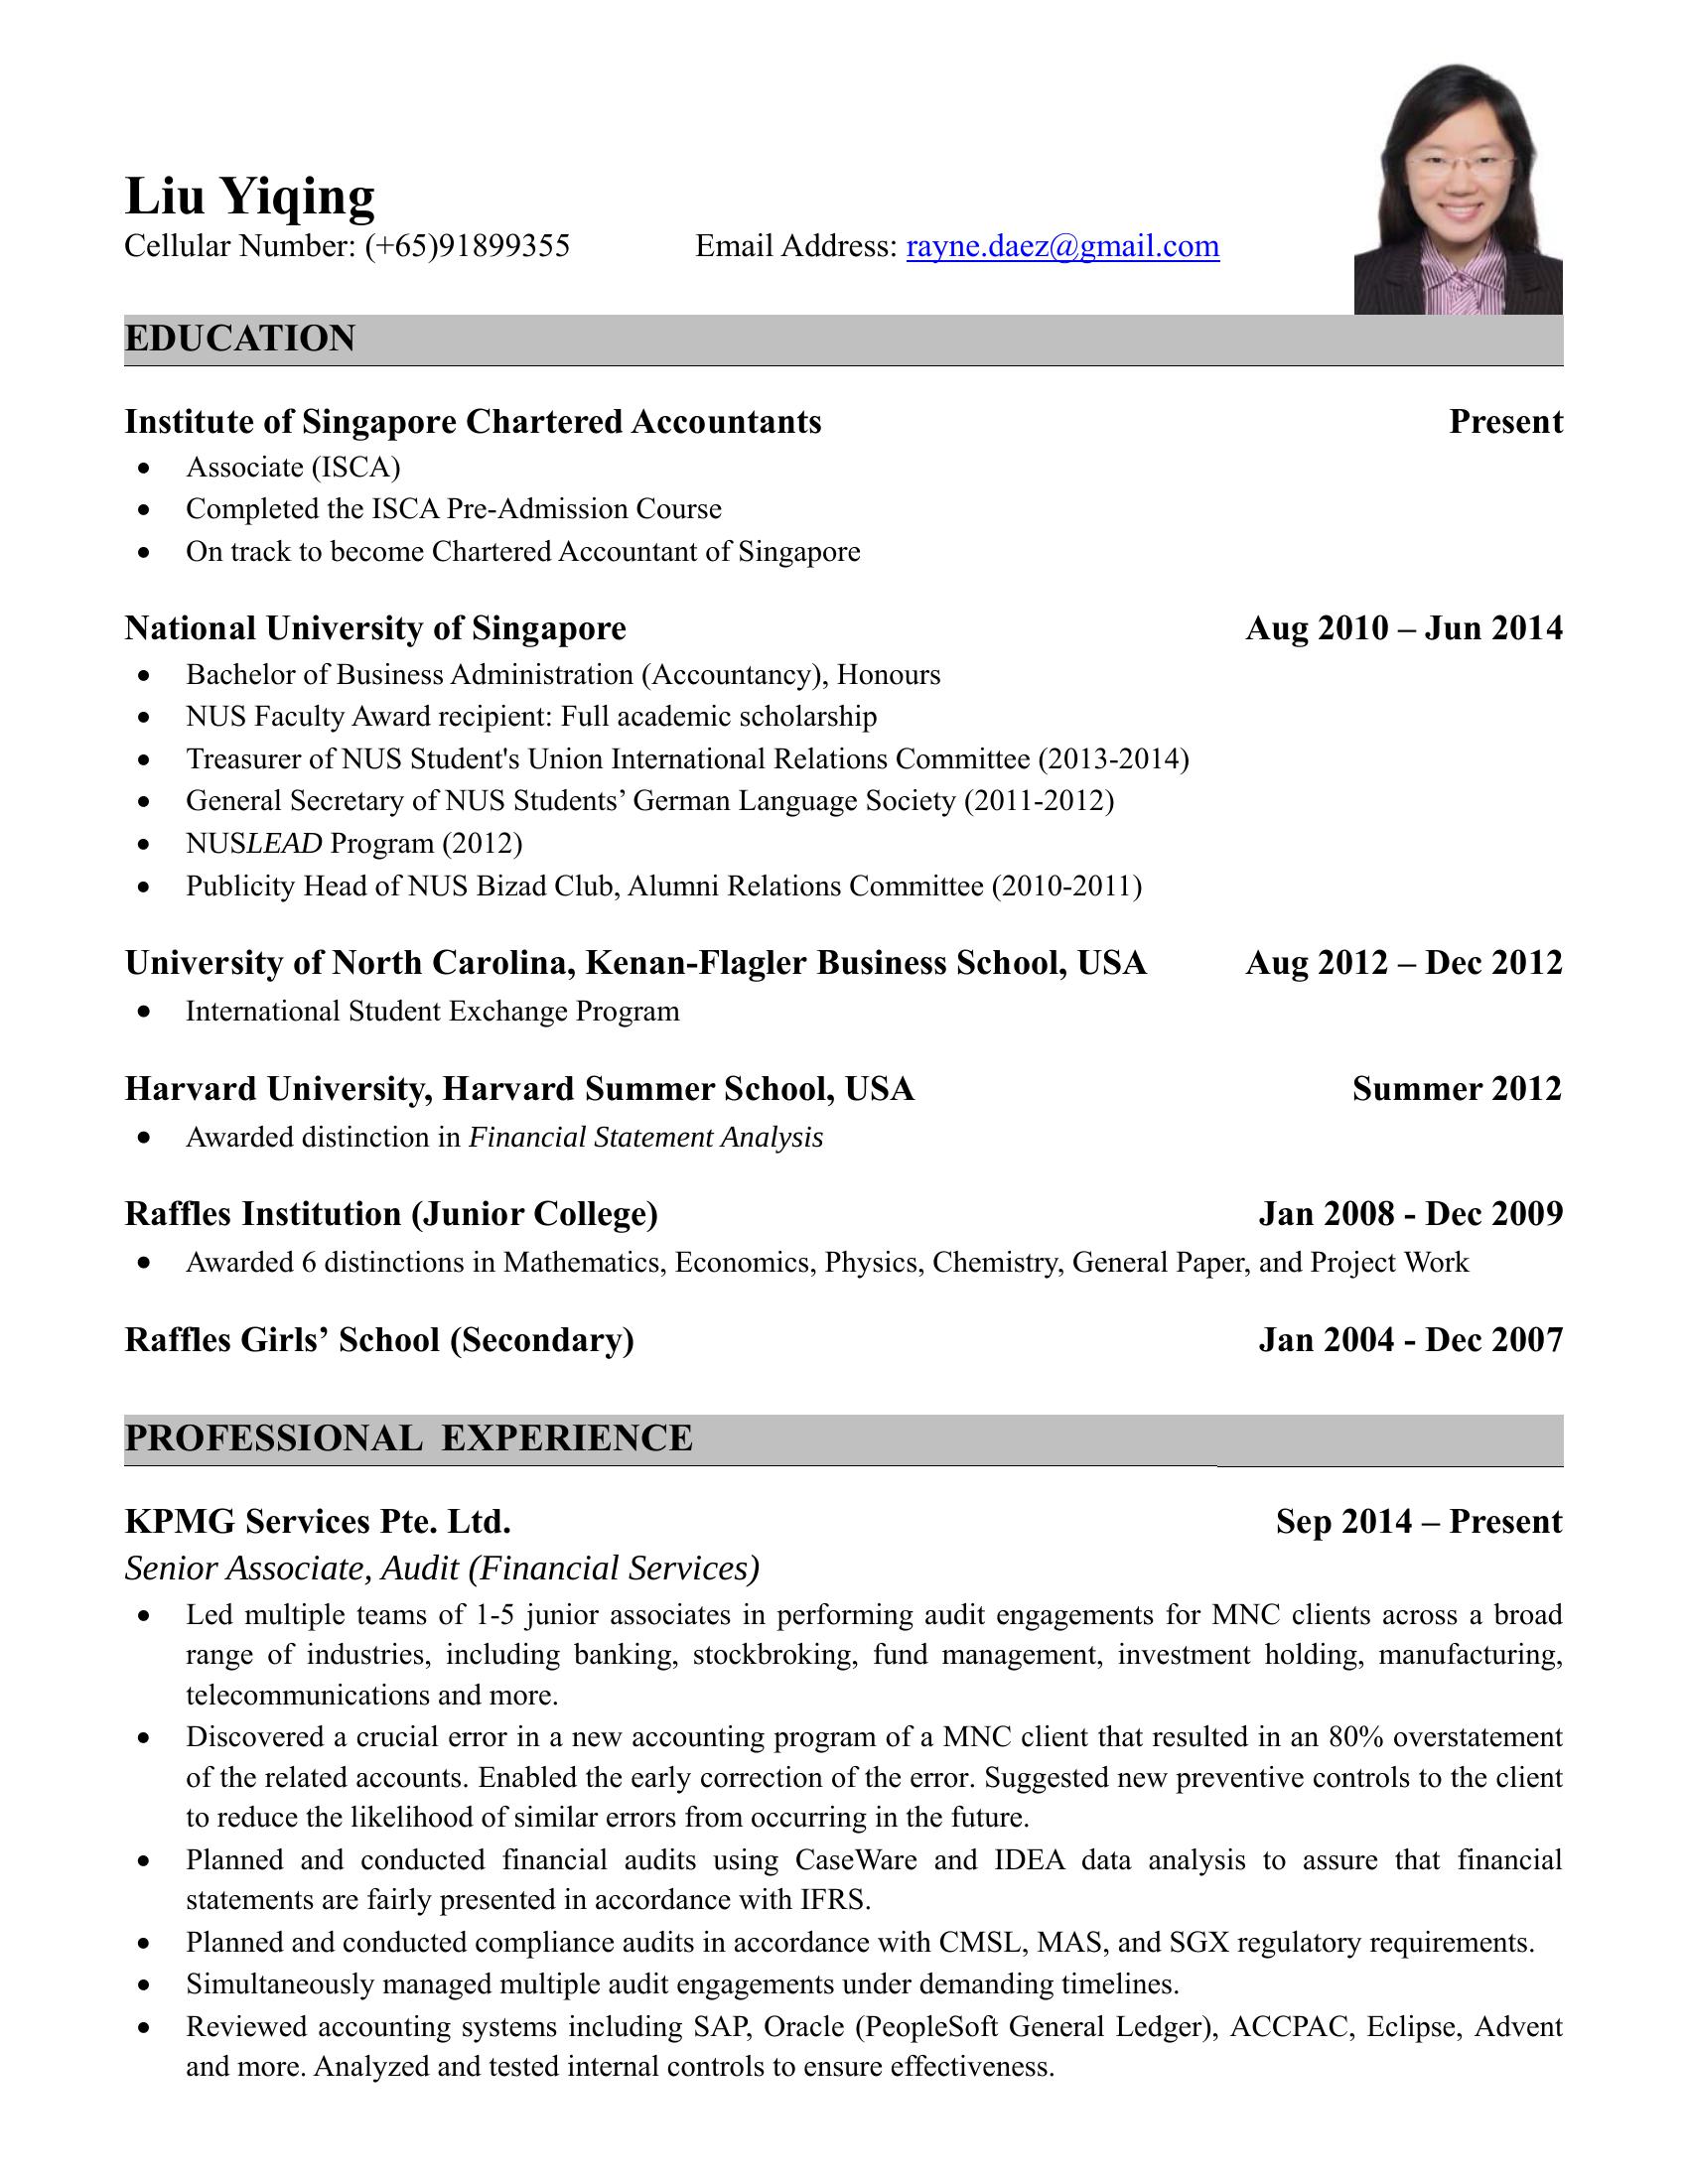 Liu Yiqing
Cellular Number: (+65)91899355 Email Address: rayne.daez@gmail.com
EDUCATION
Institute of Singapore Chartered Accountants Present
• Associate (ISCA)
• Completed the ISCA Pre-Admission Course
• On track to become Chartered Accountant of Singapore
National University of Singapore Aug 2010 – Jun 2014
• Bachelor of Business Administration (Accountancy), Honours
• NUS Faculty Award recipient: Full academic scholarship
• Treasurer of NUS Student's Union International Relations Committee (2013-2014)
• General Secretary of NUS Students’ German Language Society (2011-2012)
• NUSLEAD Program (2012)
• Publicity Head of NUS Bizad Club, Alumni Relations Committee (2010-2011)
University of North Carolina, Kenan-Flagler Business School, USA Aug 2012 – Dec 2012
• International Student Exchange Program
Harvard University, Harvard Summer School, USA Summer 2012
• Awarded distinction in Financial Statement Analysis
Raffles Institution (Junior College) Jan 2008 - Dec 2009
• Awarded 6 distinctions in Mathematics, Economics, Physics, Chemistry, General Paper, and Project Work
Raffles Girls’ School (Secondary) Jan 2004 - Dec 2007
PROFESSIONAL EXPERIENCE
KPMG Services Pte. Ltd. Sep 2014 – Present
Senior Associate, Audit (Financial Services)
• Led multiple teams of 1-5 junior associates in performing audit engagements for MNC clients across a broad
range of industries, including banking, stockbroking, fund management, investment holding, manufacturing,
telecommunications and more.
• Discovered a crucial error in a new accounting program of a MNC client that resulted in an 80% overstatement
of the related accounts. Enabled the early correction of the error. Suggested new preventive controls to the client
to reduce the likelihood of similar errors from occurring in the future.
• Planned and conducted financial audits using CaseWare and IDEA data analysis to assure that financial
statements are fairly presented in accordance with IFRS.
• Planned and conducted compliance audits in accordance with CMSL, MAS, and SGX regulatory requirements.
• Simultaneously managed multiple audit engagements under demanding timelines.
• Reviewed accounting systems including SAP, Oracle (PeopleSoft General Ledger), ACCPAC, Eclipse, Advent
and more. Analyzed and tested internal controls to ensure effectiveness.